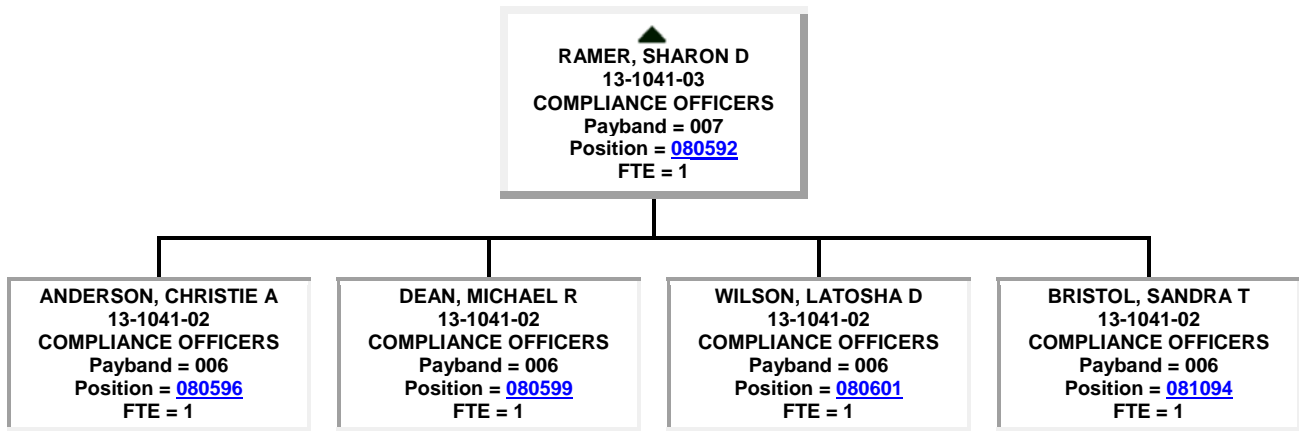 RAMER, SHARON D
13-1041-03
COMPLIANCE OFFICERS
Payband = 007
Position = 080592
FTE = 1
ANDERSON, CHRISTIE A
13-1041-02
COMPLIANCE OFFICERS
Payband = 006
Position = 080596
FTE = 1
DEAN, MICHAEL R
13-1041-02
COMPLIANCE OFFICERS
Payband = 006
Position = 080599
FTE = 1
WILSON, LATOSHA D
13-1041-02
COMPLIANCE OFFICERS
Payband = 006
Position = 080601
FTE = 1
BRISTOL, SANDRA T
13-1041-02
COMPLIANCE OFFICERS
Payband = 006
Position = 081094
FTE = 1